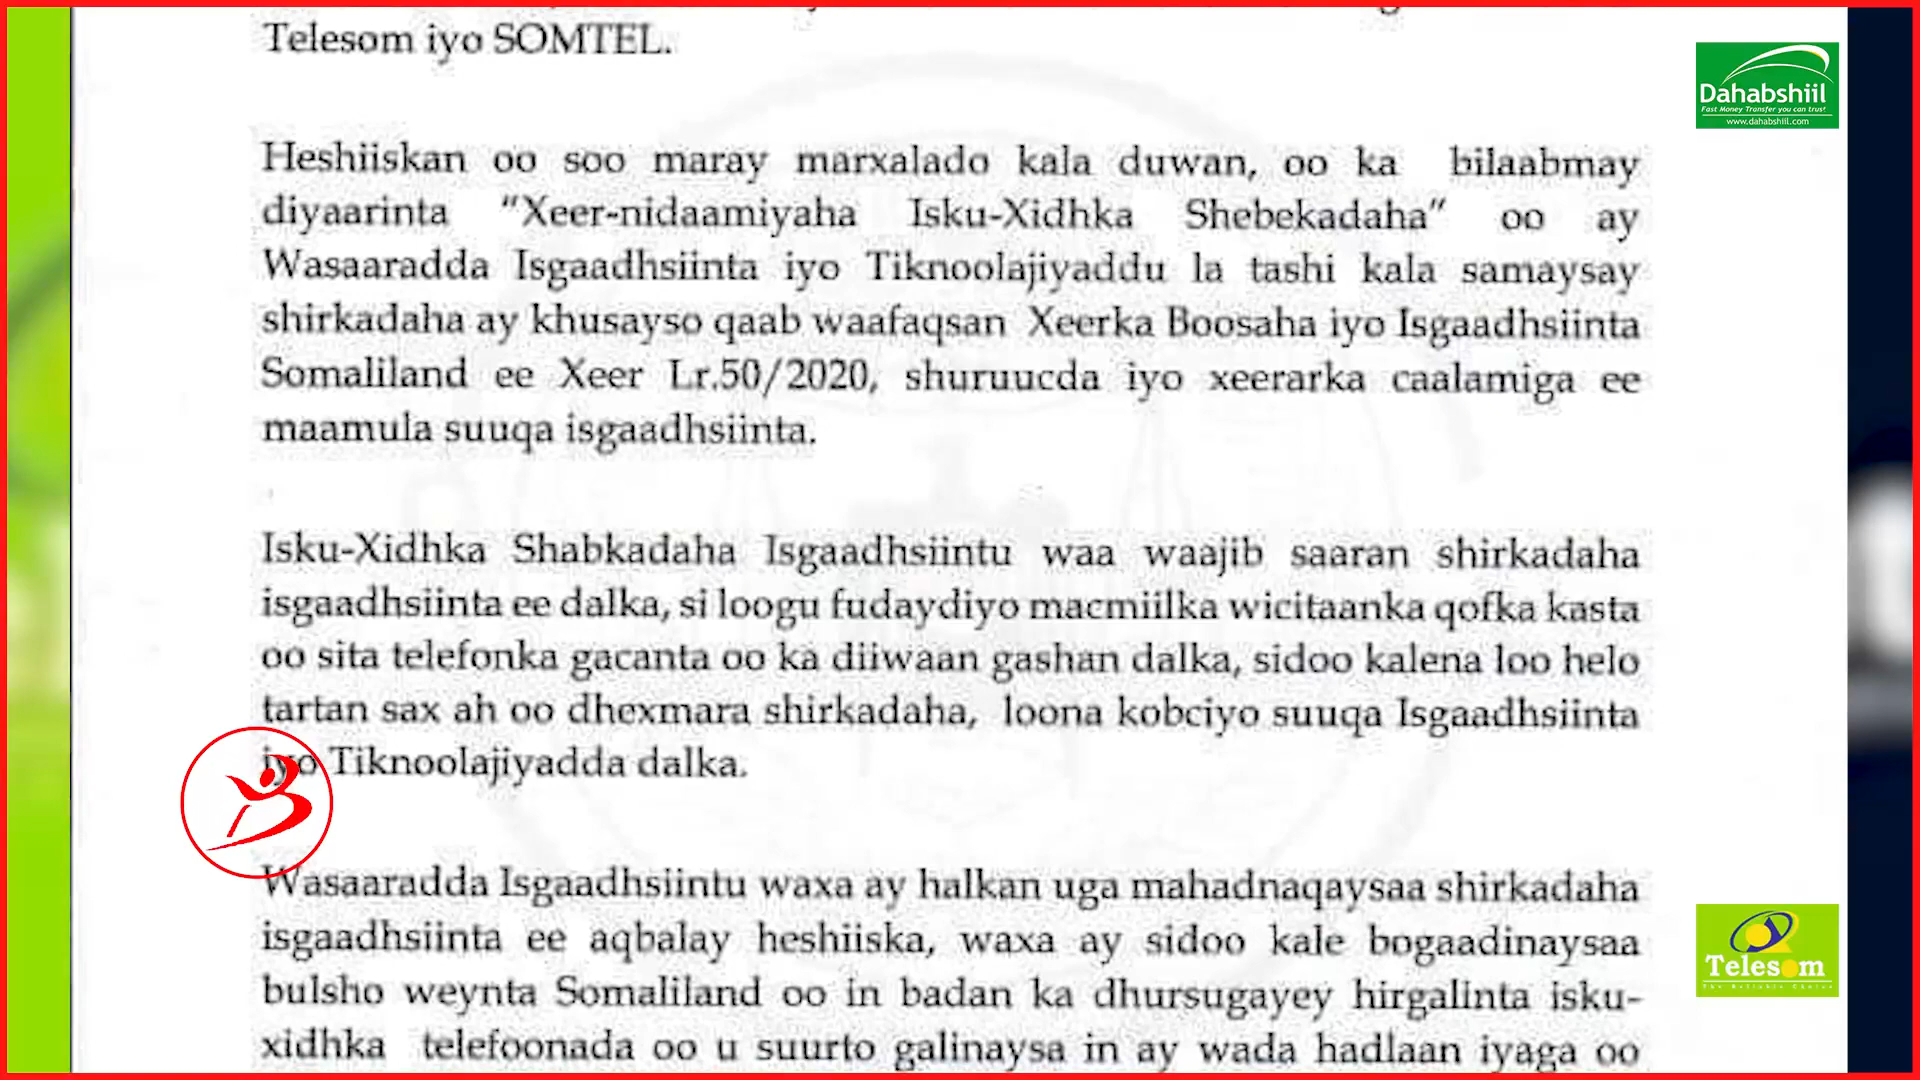 Telesom iyo SOMTEL.
Heshiiskan oo soo maray marxalado kala duwan, oo ka bilaabmay
diyaarinta "Xeer-nidaamiyaha Isku-Xidhka Shebekadaha" oo ay
Wasaaradda Isgaadhsiinta iyo Tiknoolajiyaddu la tashi kala samaysay
shirkadaha ay khusayso qaab waafaqsan Xeerka Boosaha iyo Isgaadhsiinta
Somaliland ee Xeer Lr.50/2020, shuruucda iyo xeerarka caalamiga ee
maamula suuqa isgaadhsiinta.
Isku-Xidhka Shabkadaha Isgaadhsiintu waa waajib saaran shirkadaha
isgaadhsiinta ee dalka, si loogu fudaydiyo macmiilka wicitaanka qofka kasta
oo sita telefonka gacanta oo ka diiwaan gashan dalka, sidoo kalena loo helo
tartan sax ah oo dhexmara shirkadaha, loona kobciyo suuqa Isgaadhsiinta
iyo Tiknoolajiyadda dalka.
Wasaaradda Isgaadhsiintu waxa ay halkan uga mahadnaqaysaa shirkadaha
isgaadhsiinta ee aqbalay heshiiska, waxa ay sidoo kale bogaadinaysaa
bulsho weynta Somaliland oo in badan ka dhursugayey hirgalinta isku-
xidhka telefoonada oo u suurto galinaysa in ay wada hadlaan iyaga oo
Dahabshiil
Fast Money Transfer you can trust
www.dahabshiil.com
Telesom
The Reliable Choice